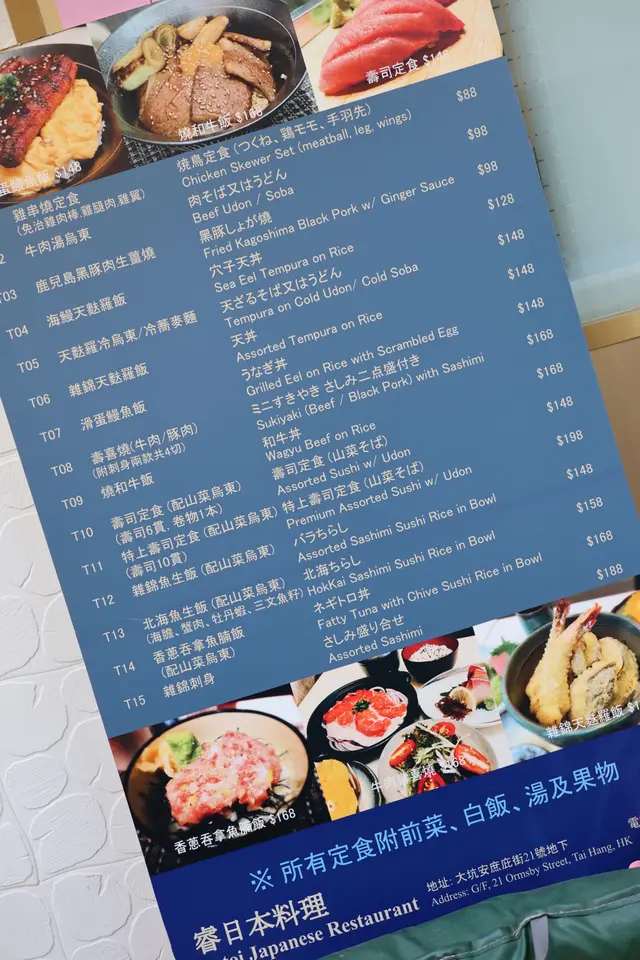 蛋鰻魚飯 $148
燒和牛飯 $168
壽司定食 $148
雞串燒定食
(免治雞肉棒,雞腿肉,雞翼)
焼鳥定食 (つくね、鶏モモ、手羽先)
Chicken Skewer Set (meatball, leg, wings)
$88
2
牛肉湯烏東
肉そば又はうどん
Beef Udon / Soba
$98
T03
鹿兒島黑豚肉生薑燒
黑豚しょが燒
Fried Kagoshima Black Pork w/ Ginger Sauce
$98
T04
海鰻天麩羅飯
穴子天丼
Sea Eel Tempura on Rice
$128
T05
天麩羅冷烏東/冷蕎麥麵
天ざるそば又はうどん
Tempura on Cold Udon/ Cold Soba
$148
T06
雜錦天麩羅飯
天丼
Assorted Tempura on Rice
$148
T07
滑蛋鰻魚飯
うなぎ丼
Grilled Eel on Rice with Scrambled Egg
$148
T08
壽喜燒(牛肉/豚肉)
(附刺身兩款共4切)
ミニすきやき さしみ二点盛付き
Sukiyaki (Beef / Black Pork) with Sashimi
$168
T09
燒和牛飯
和牛丼
Wagyu Beef on Rice
$168
T10
壽司定食 (配山菜烏東)
(壽司6貫, 卷物1本)
壽司定食 (山菜そば)
Assorted Sushi w/ Udon
$148
T11
特上壽司定食 (配山菜烏東)
(壽司10貫)
特上壽司定食 (山菜そば)
Premium Assorted Sushi w/ Udon
$198
T12
雜錦魚生飯 (配山菜烏東)
バラちらし
Assorted Sashimi Sushi Rice in Bowl
$148
T13
北海魚生飯 (配山菜烏東)
(海膽、蟹肉、牡丹蝦、三文魚籽)
北海ちらし
HokKai Sashimi Sushi Rice in Bowl
$158
T14
香蔥吞拿魚腩飯
(配山菜烏東)
ネギトロ丼
Fatty Tuna with Chive Sushi Rice in Bowl
$168
T15
雜錦刺身
さしみ盛り合せ
Assorted Sashimi
$188
香蔥吞拿魚腩飯 $168
牛肉壽喜燒 $168
雜錦天麩羅飯
※ 所有定食附前菜、白飯、湯及果物
睿日本料理
Japanese Restaurant
地址: 大坑安庶庇街21號地下
Address: G/F, 21 Ormsby Street, Tai Hang, HK
電